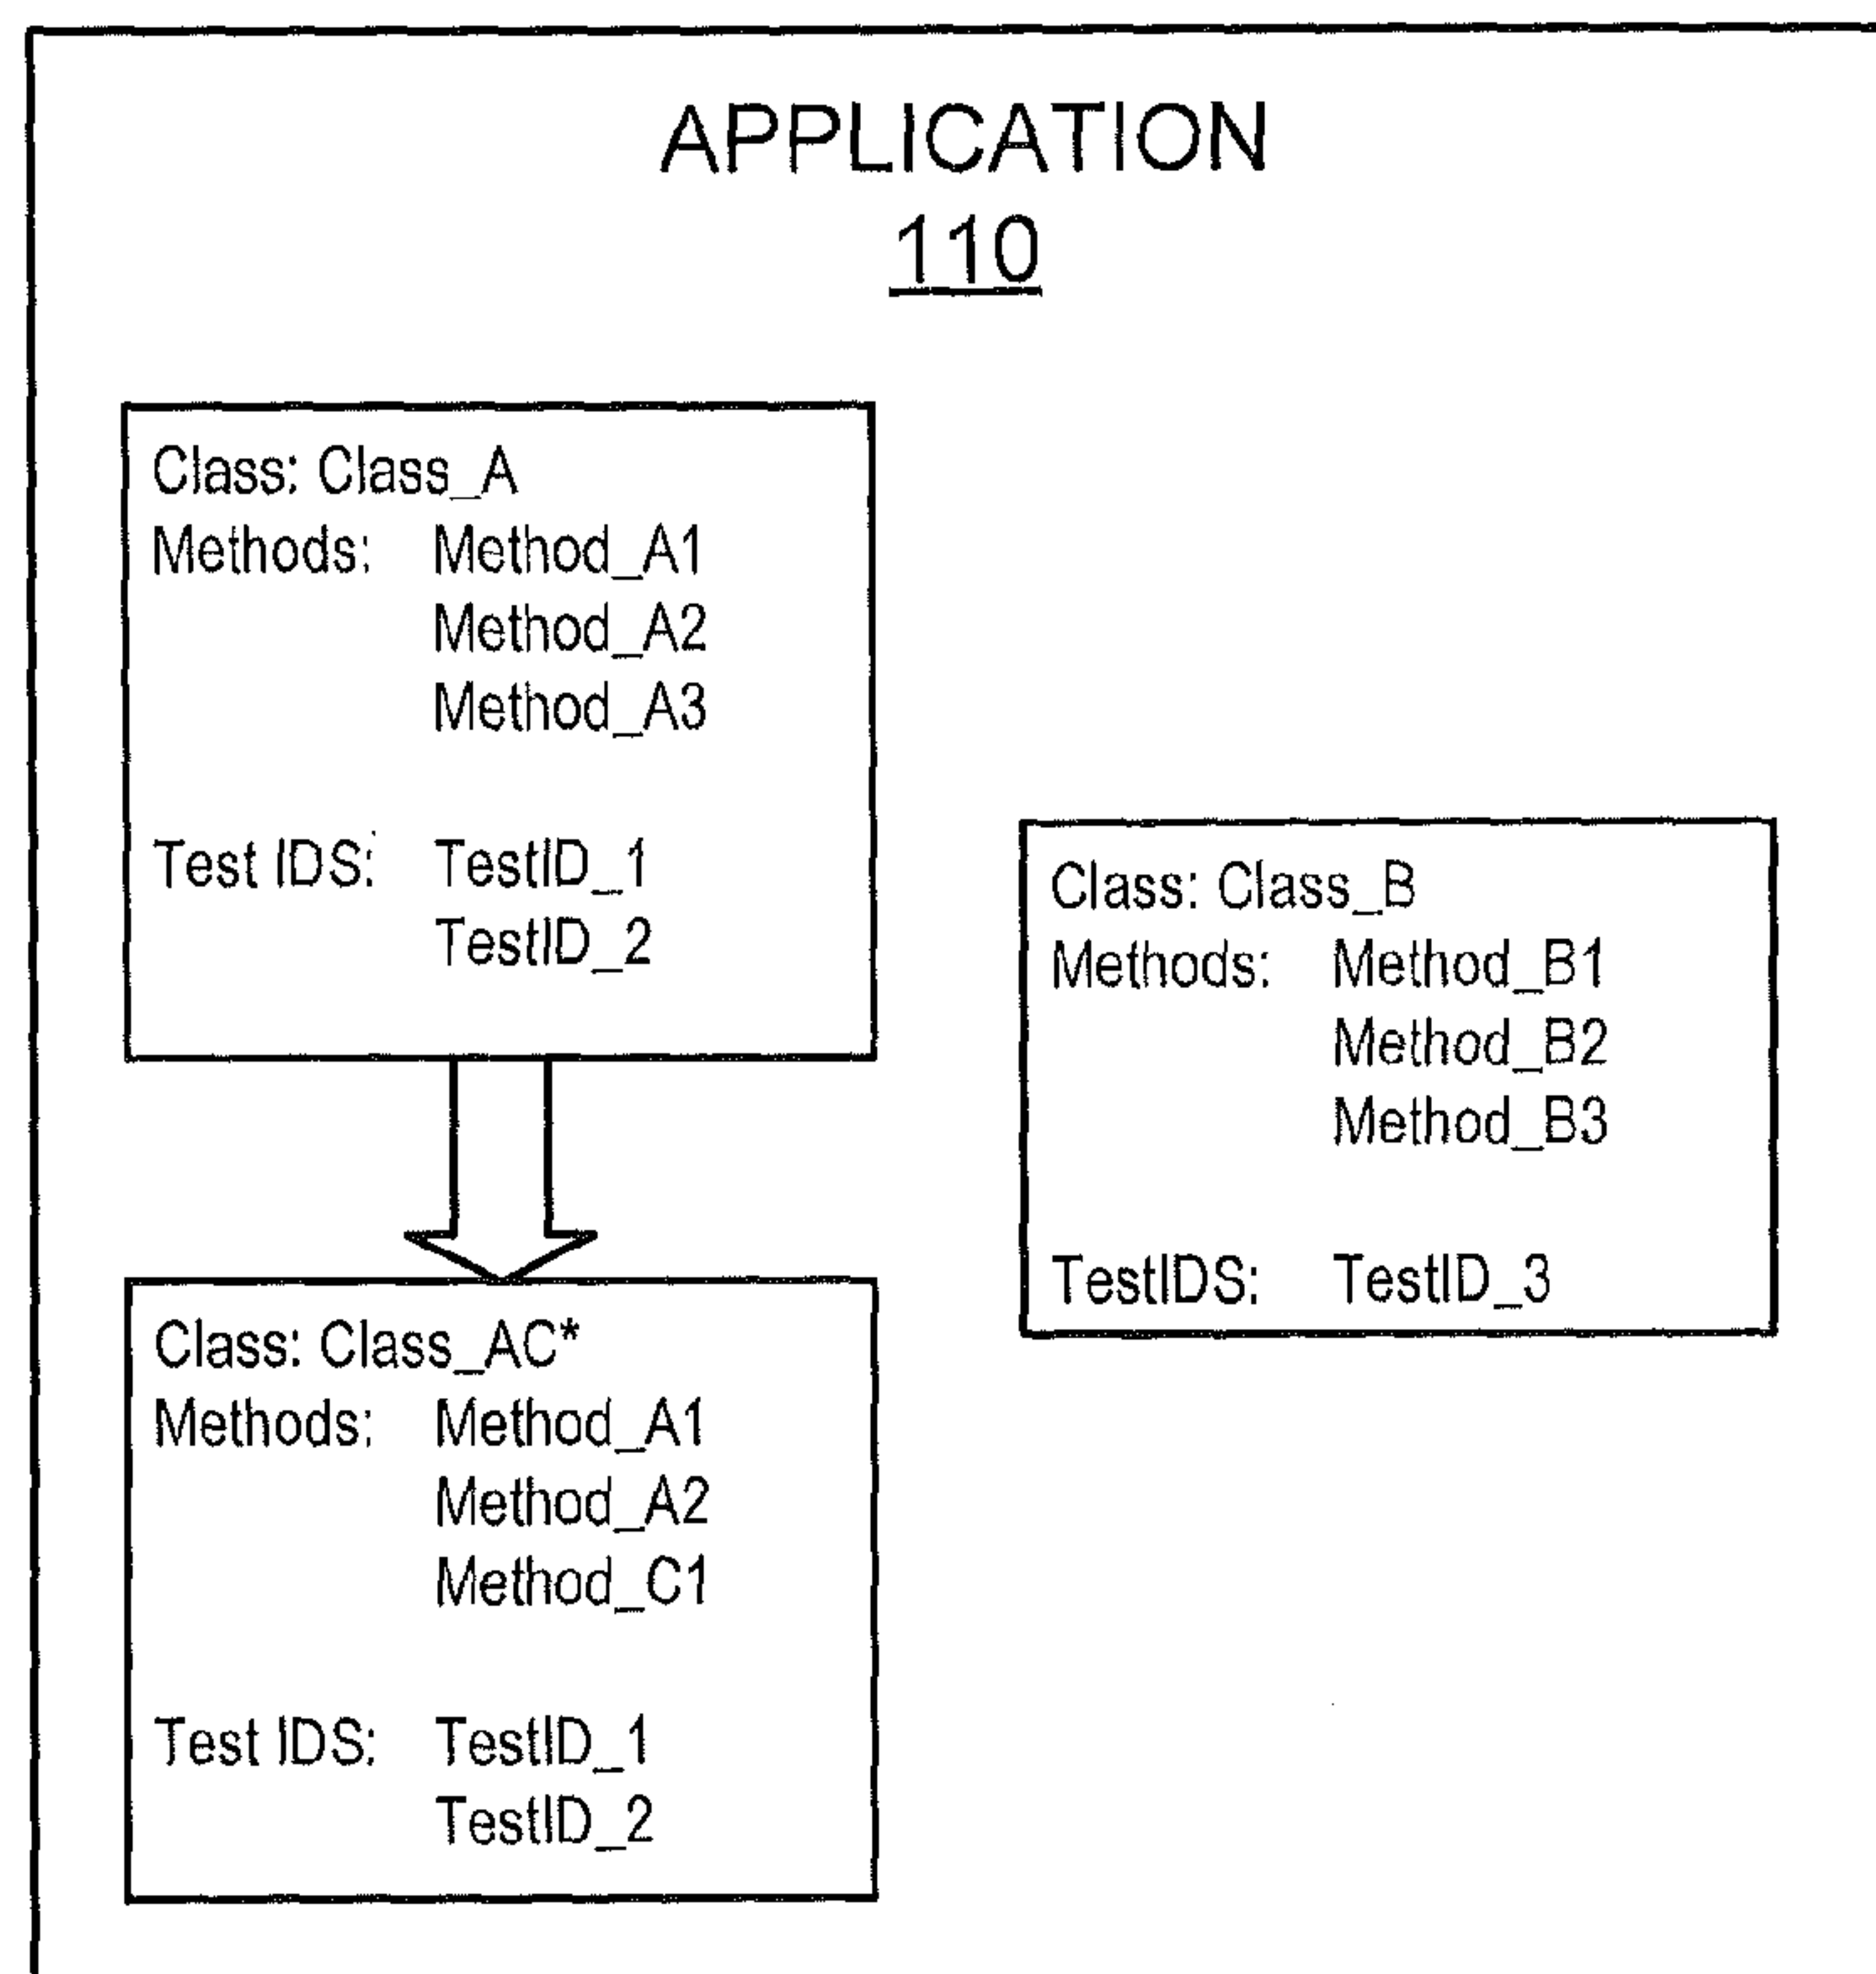 APPLICATION
110
Class: Class_A
Methods: Method_A1
Method_A2
Method_A3
Test IDS: TestID_1
TestID_2
Class: Class_B
Methods: Method_B1
Method_B2
Method_B3
TestIDS: TestID_3
Class: Class_AC*
Methods: Method_A1
Method_A2
Method_C1
Test IDS: TestID_1
TestID_2